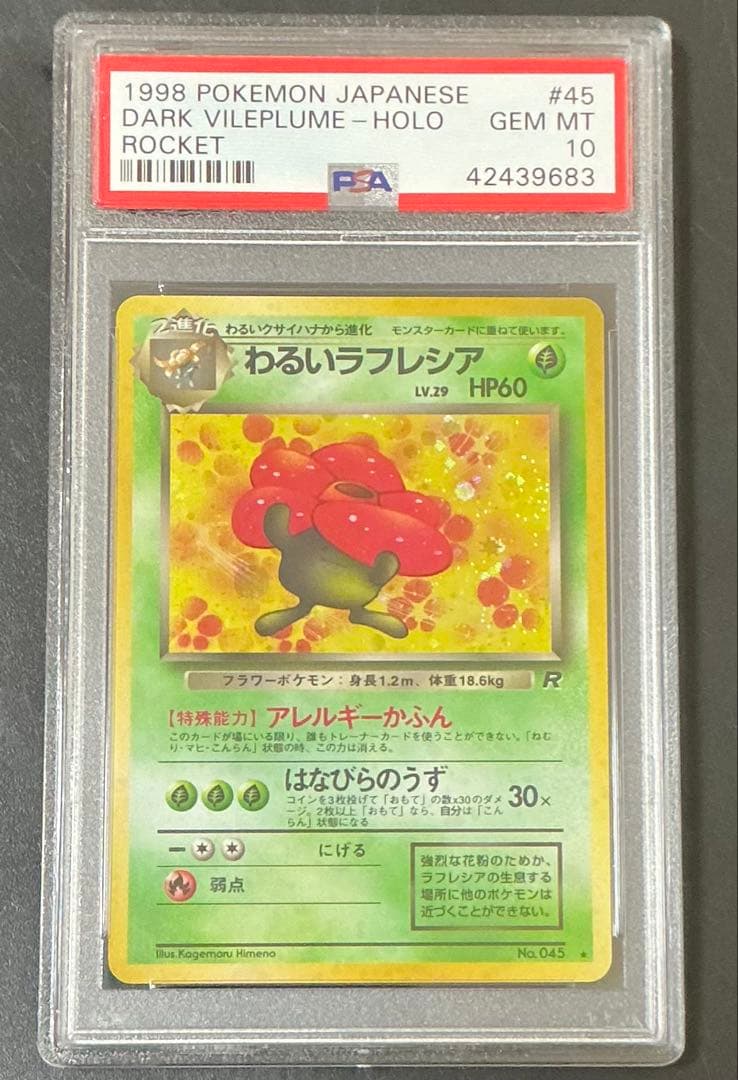 1998 POKEMON JAPANESE #45
DARK VILEPLUME-HOLO GEM MT
ROCKET 10
PSA 42439683
2進化 わるいクサイハナから進化 モンスターカードに重ねて使います。
わるいラフレシア
LV.29 HP60
フラワーポケモン:身長1.2m、体重18.6kg R
【特殊能力】アレルギーかふん
このカードが場にいる限り、誰もトレーナーカードを使うことができない。「ねむ
り・マヒ・こんらん」状態の時、この力は消える。
はなびらのうず
コインを3枚投げて「おもて」の数x30のダメ
ージ。2枚以上「おもて」なら、自分は「こん
らん」状態になる
30×
にげる
弱点
強烈な花粉のためか、
ラフレシアの生息する
場所に他のポケモンは
近づくことができない。
Illus.Kagemaru Himeno No.045